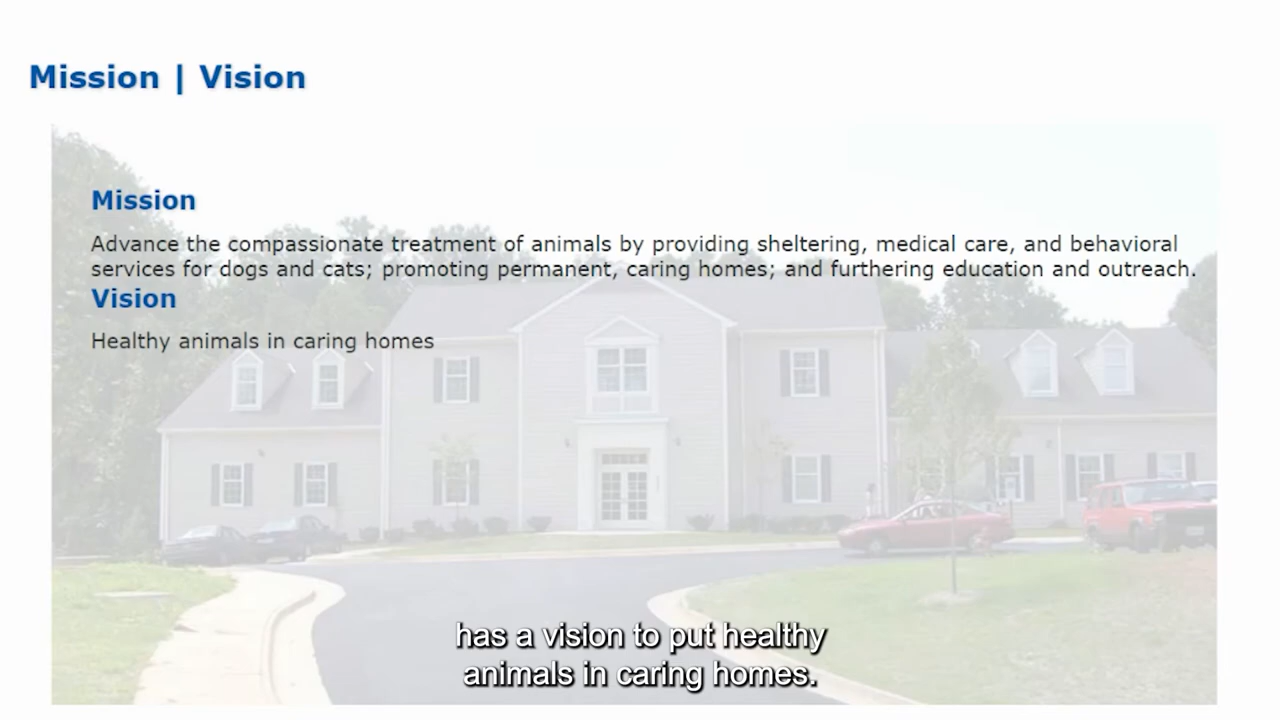 Mission | Vision
Mission
Advance the compassionate treatment of animals by providing sheltering, medical care, and behavioral
services for dogs and cats; promoting permanent, caring homes; and furthering education and outreach.
Vision
Healthy animals in caring homes
has a vision to put healthy
animals in caring homes.